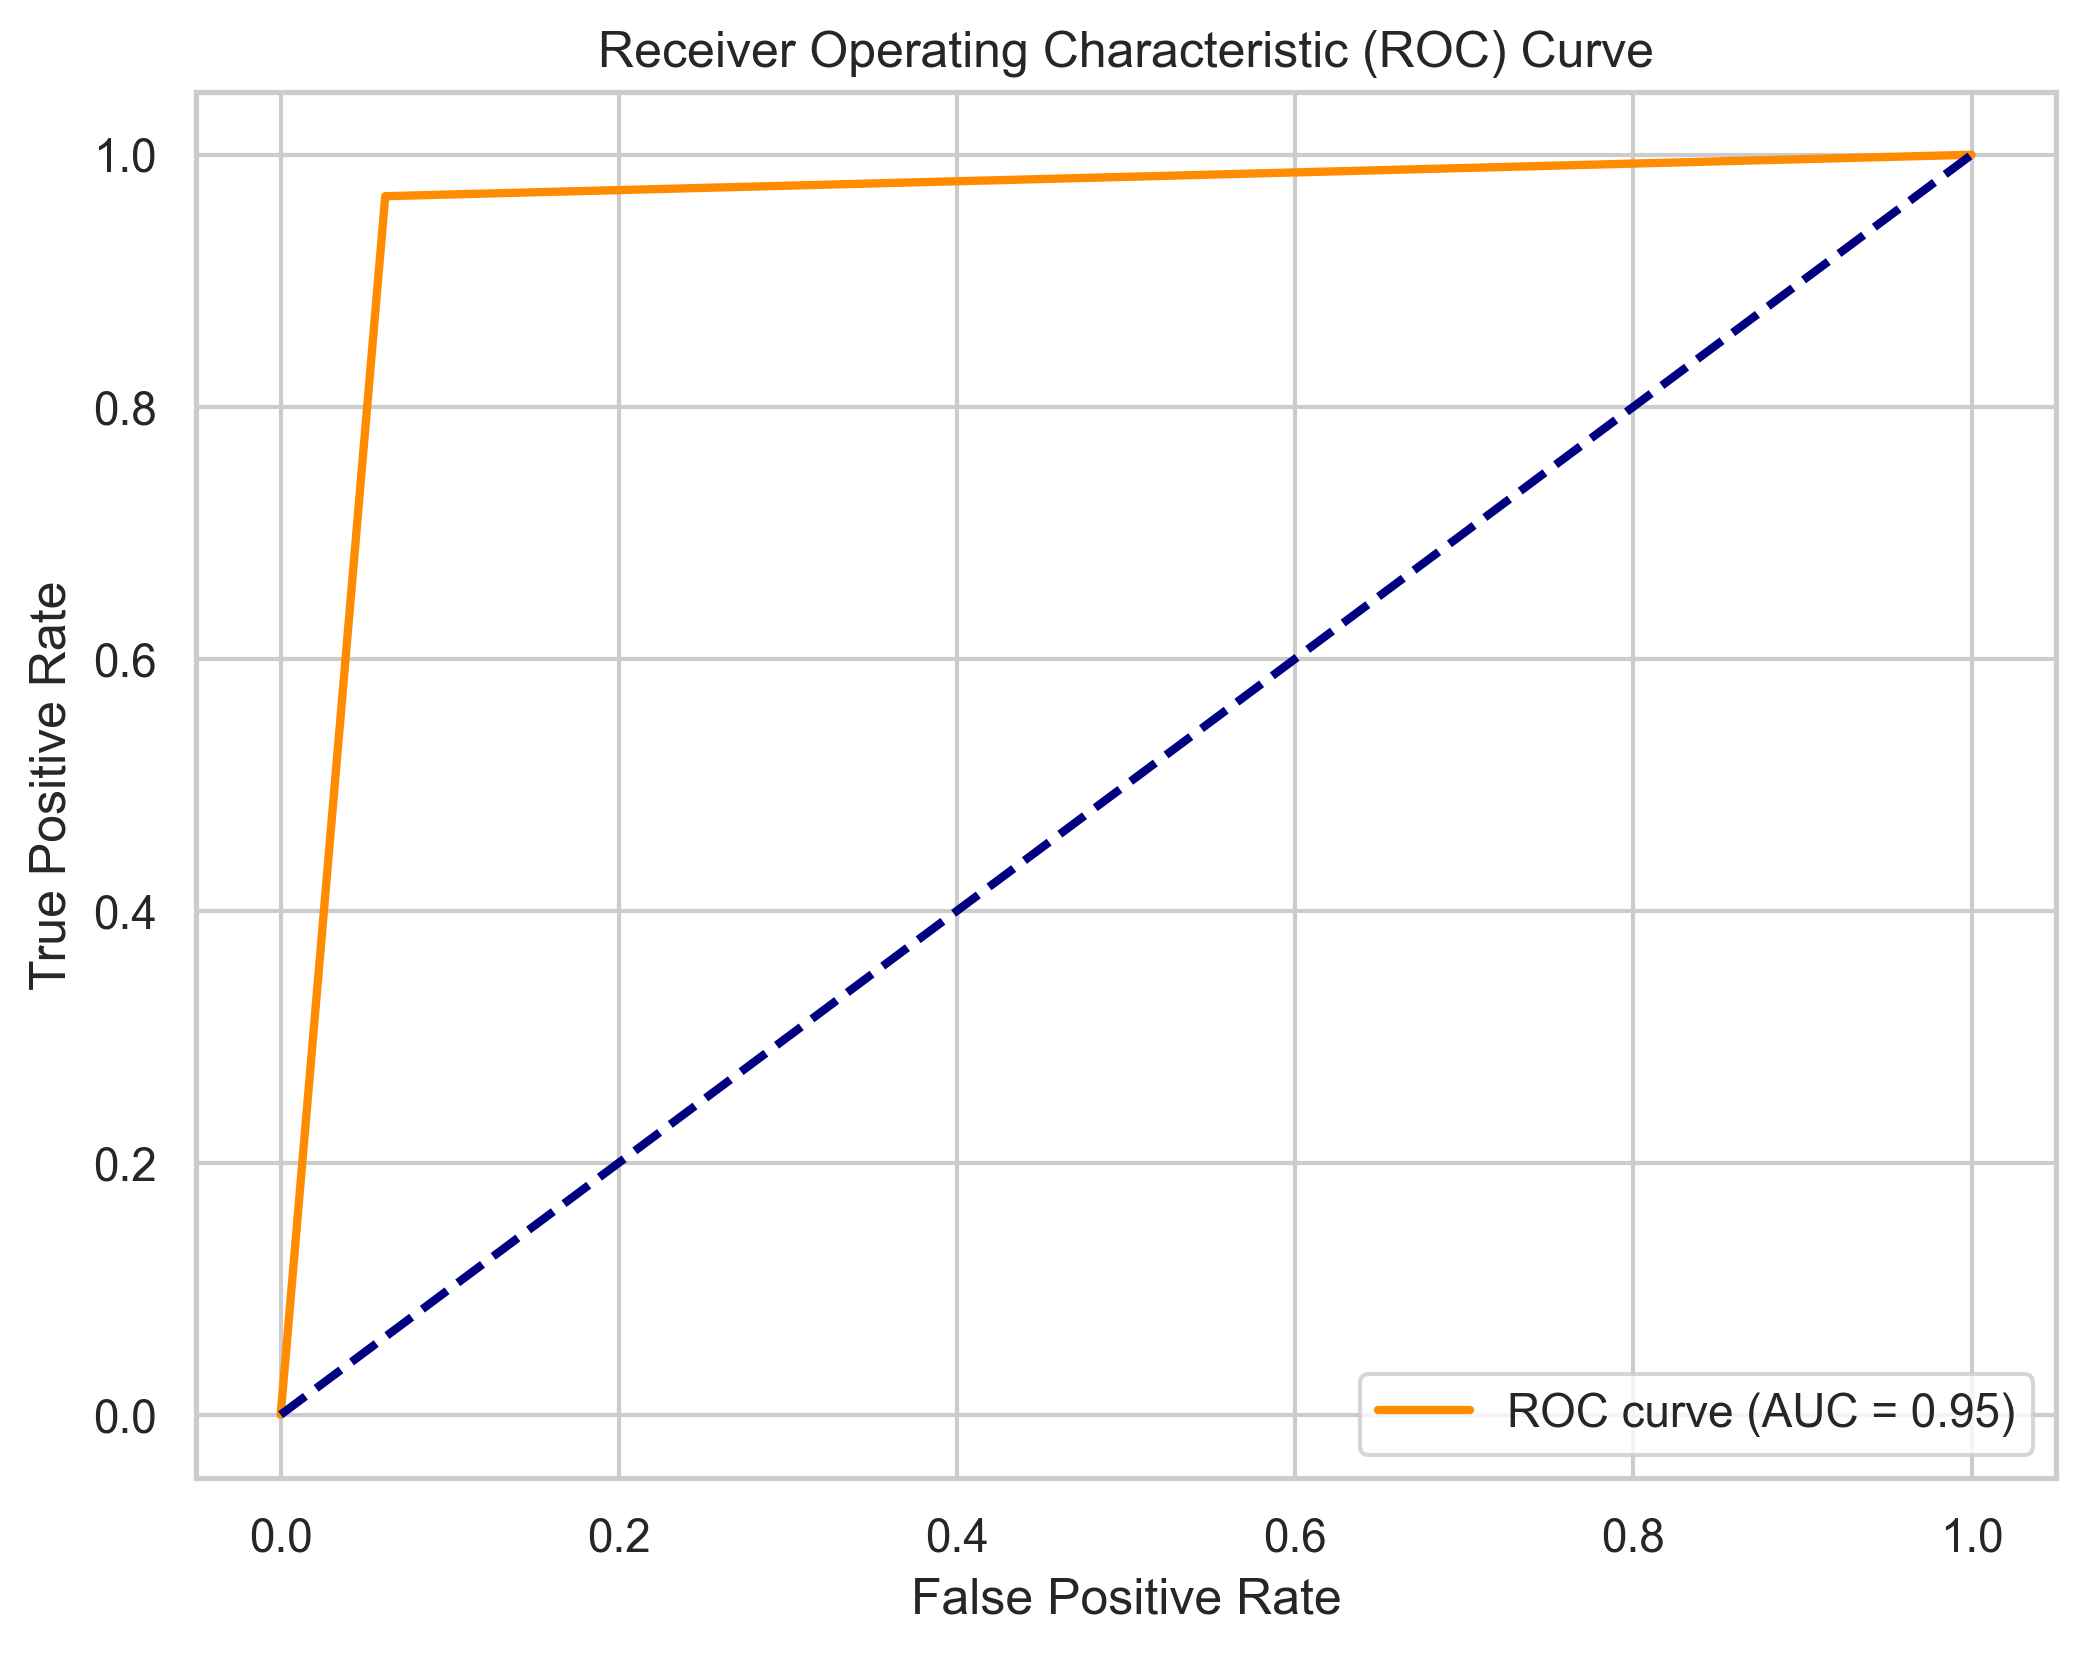 Receiver Operating Characteristic (ROC) Curve
1.0
0.8
0.6
0.4
0.2
0.0
True Positive Rate
ROC curve (AUC = 0.95)
0.0 0.2 0.4 0.6 0.8 1.0
False Positive Rate